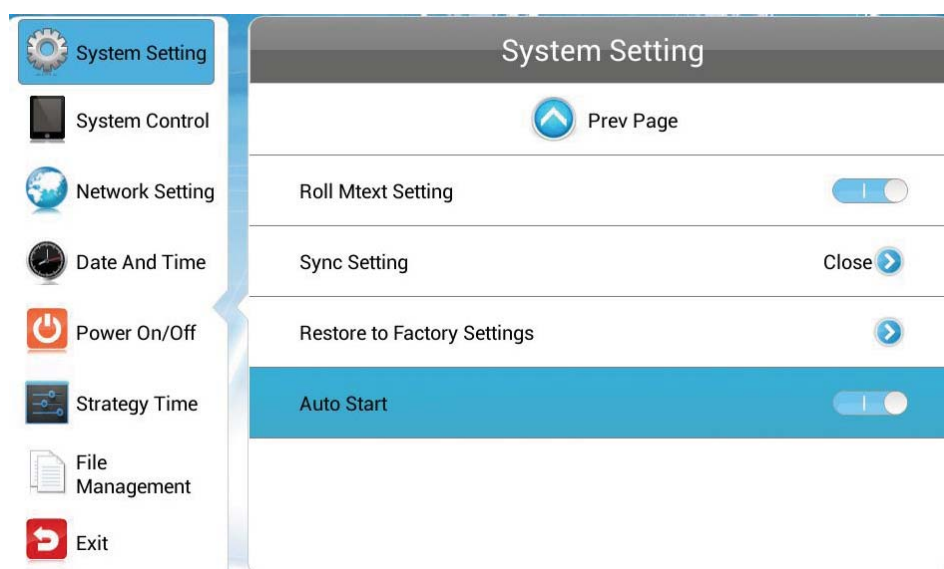 System Setting
System Control
Network Setting
Date And Time
Power On/Off
Strategy Time
File
Management
Exit
System Setting
Prev Page
Roll Mtext Setting
Sync Setting
Close
Restore to Factory Settings
Auto Start